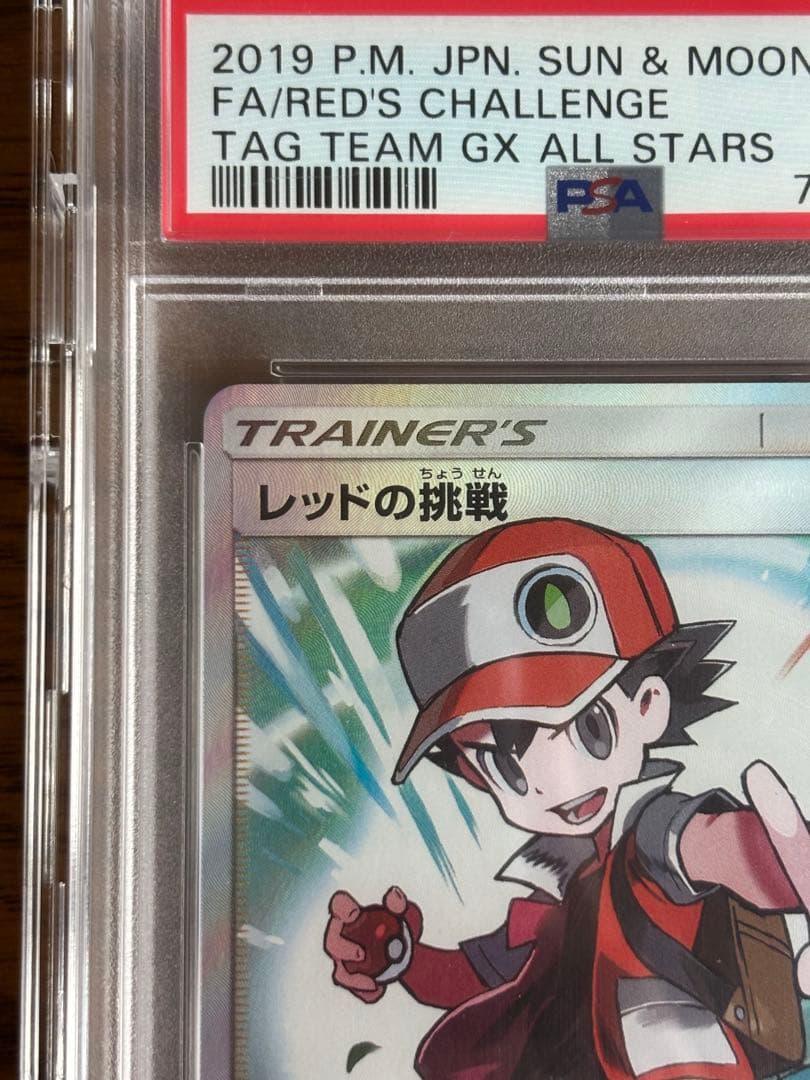 2019 P.M. JPN. SUN & MOON
FA/RED'S CHALLENGE
TAG TEAM GX ALL STARS
PSA
7
TRAINER'S
ちょう せん
レッドの挑戦